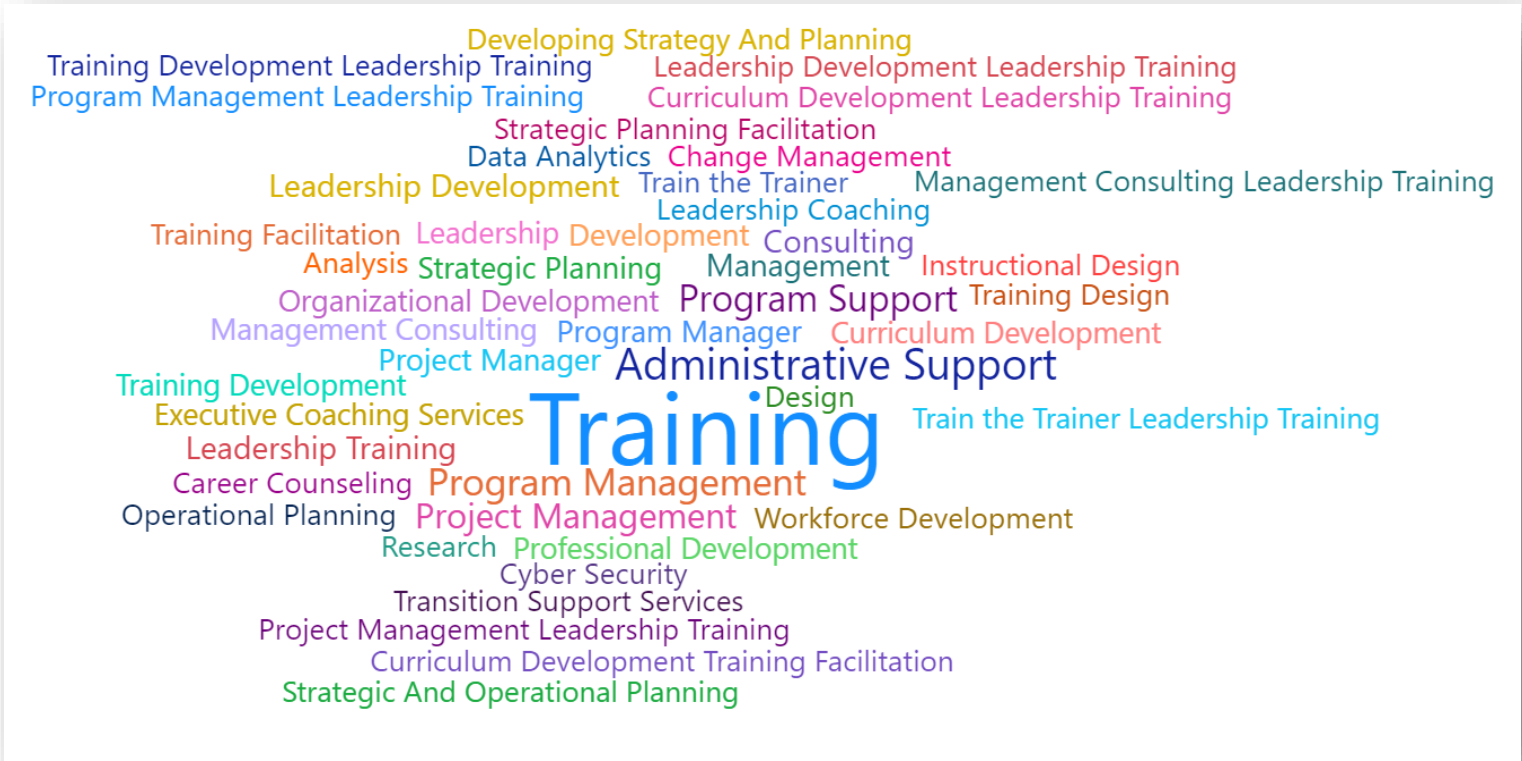 Developing Strategy And Planning
Training Development Leadership Training
Leadership Development Leadership Training
Program Management Leadership Training
Curriculum Development Leadership Training
Strategic Planning Facilitation
Data Analytics
Change Management
Leadership Development
Train the Trainer
Management Consulting Leadership Training
Leadership Coaching
Training Facilitation
Leadership
Development
Consulting
Analysis
Strategic Planning
Management
Instructional Design
Organizational Development
Program Support
Training Design
Management Consulting
Program Manager
Curriculum Development
Project Manager
Administrative Support
Training Development
Design
Executive Coaching Services
Training
Train the Trainer Leadership Training
Leadership Training
Career Counseling
Program Management
Operational Planning
Project Management
Workforce Development
Research
Professional Development
Cyber Security
Transition Support Services
Project Management Leadership Training
Curriculum Development Training Facilitation
Strategic And Operational Planning